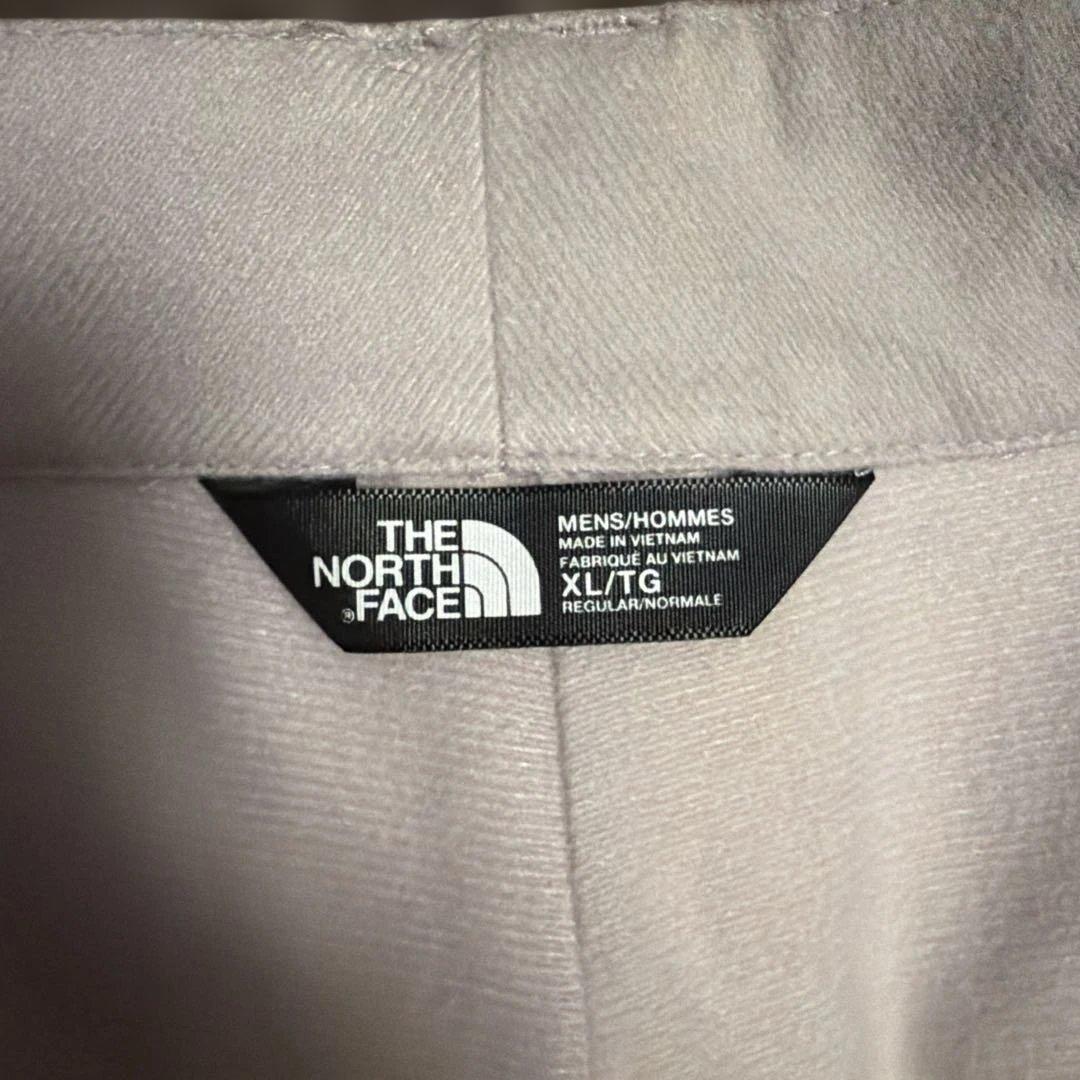 THE
NORTH
®FACE
MENS/HOMMES
MADE IN VIETNAM
FABRIQUÉ AU VIETNAM
XL/TG
REGULAR/NORMALE